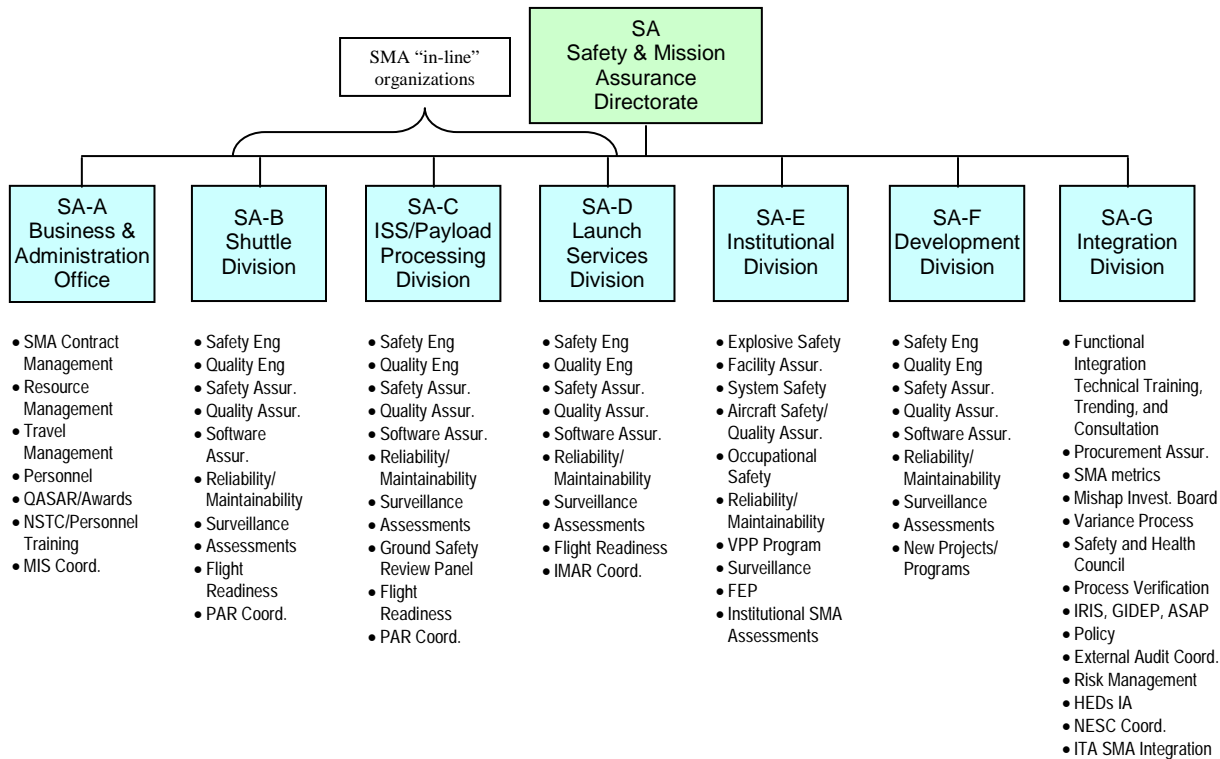 SMA “in-line”
organizations
SA
Safety & Mission
Assurance
Directorate
SA-A
Business &
Administration
Office
SA-B
Shuttle
Division
SA-C
ISS/Payload
Processing
Division
SA-D
Launch
Services
Division
SA-E
Institutional
Division
SA-F
Development
Division
SA-G
Integration
Division
• SMA Contract
Management
• Resource
Management
• Travel
Management
• Personnel
• QASAR/Awards
• NSTC/Personnel
Training
• MIS Coord.
• Safety Eng
• Quality Eng
• Safety Assur.
• Quality Assur.
• Software
Assur.
• Reliability/
Maintainability
• Surveillance
• Assessments
• Flight
Readiness
• PAR Coord.
• Safety Eng
• Quality Eng
• Safety Assur.
• Quality Assur.
• Software Assur.
• Reliability/
Maintainability
• Surveillance
• Assessments
• Ground Safety
Review Panel
• Flight
Readiness
• PAR Coord.
• Safety Eng
• Quality Eng
• Safety Assur.
• Quality Assur.
• Software Assur.
• Reliability/
Maintainability
• Surveillance
• Assessments
• Flight Readiness
• IMAR Coord.
• Explosive Safety
• Facility Assur.
• System Safety
• Aircraft Safety/
Quality Assur.
• Occupational
Safety
• Reliability/
Maintainability
• VPP Program
• Surveillance
• FEP
• Institutional SMA
Assessments
• Safety Eng
• Quality Eng
• Safety Assur.
• Quality Assur.
• Software Assur.
• Reliability/
Maintainability
• Surveillance
• Assessments
• New Projects/
Programs
• Functional
Integration
Technical Training,
Trending, and
Consultation
• Procurement Assur.
• SMA metrics
• Mishap Invest. Board
• Variance Process
• Safety and Health
Council
• Process Verification
• IRIS, GIDEP, ASAP
• Policy
• External Audit Coord.
• Risk Management
• HEDs IA
• NESC Coord.
• ITA SMA Integration